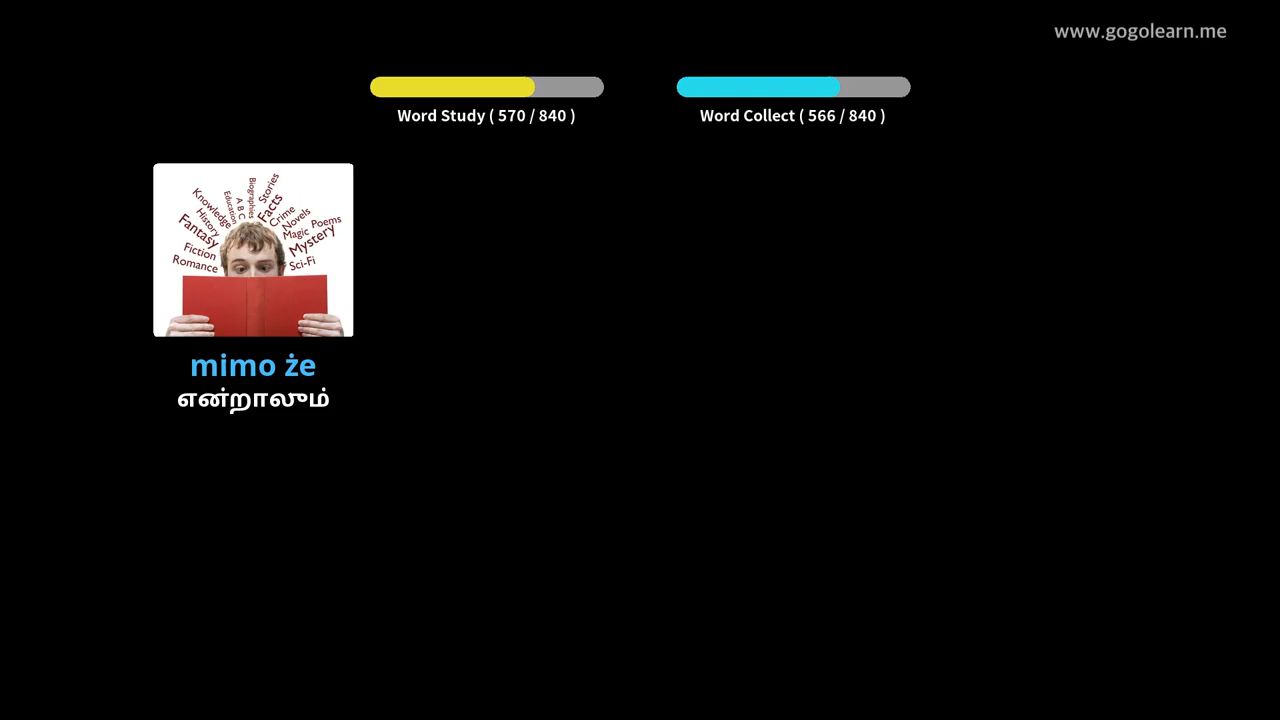 www.gogolearn.me
Word Study ( 570 / 840 )
Word Collect ( 566 / 840 )
Knowledge
History
Fantasy
Fiction
Romance
Education
A B C
Biographies
Stories
Facts
Crime
Novels
Magic
Poems
Mystery
Sci-Fi
mimo że
என்றாலும்